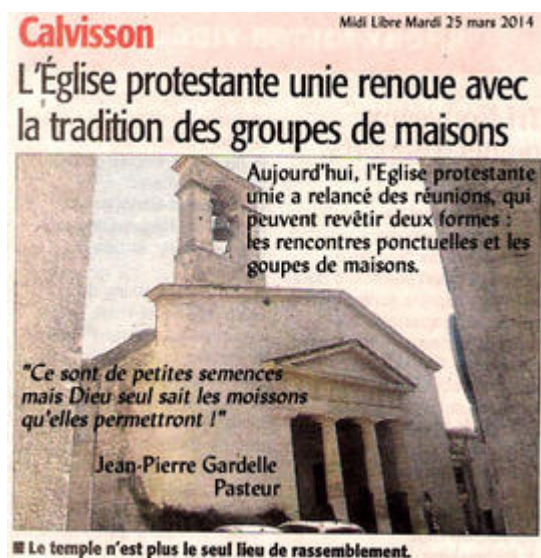 Calvisson
Midi Libre Mardi 25 mars 2014
L'Église protestante unie renoue avec
la tradition des groupes de maisons
Aujourd'hui, l'Eglise protestante
unie a relancé des réunions, qui
peuvent revêtir deux formes :
les rencontres ponctuelles et les
goupes de maisons.
"Ce sont de petites semences
mais Dieu seul sait les moissons
qu'elles permettront !"
Jean-Pierre Gardelle
Pasteur
■ Le temple n'est plus le seul lieu de rassemblement.